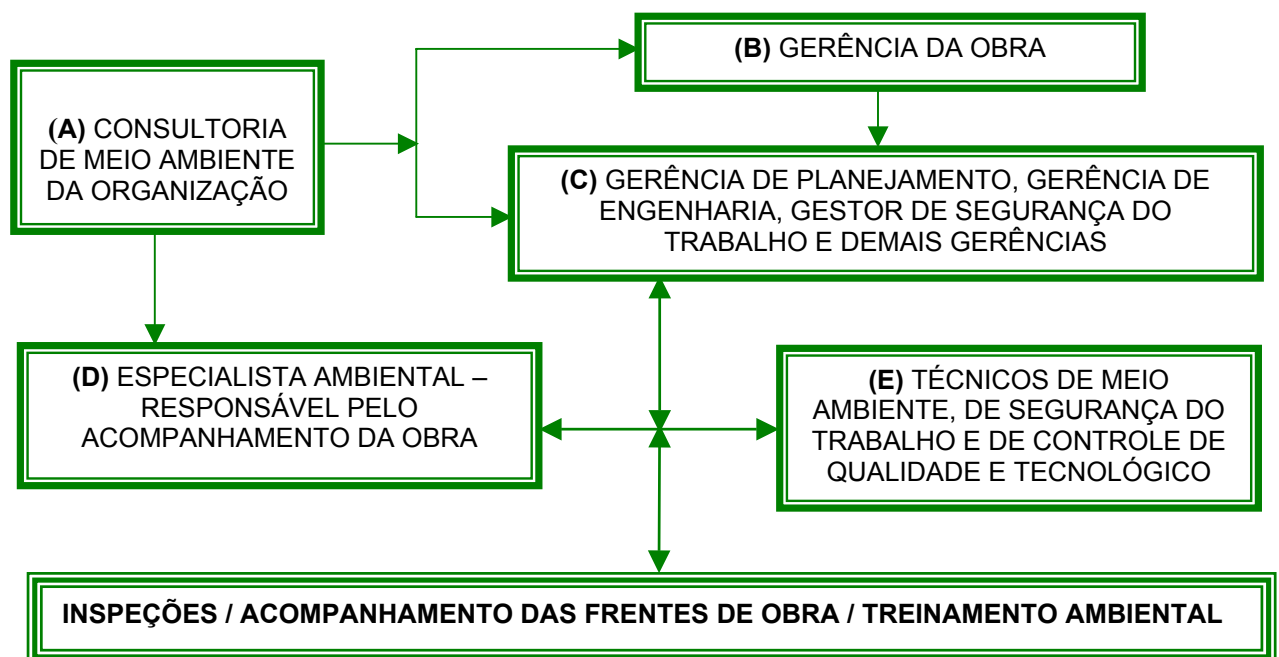 (B) GERÊNCIA DA OBRA
(A) CONSULTORIA
DE MEIO AMBIENTE
DA ORGANIZAÇÃO
(C) GERÊNCIA DE PLANEJAMENTO, GERÊNCIA DE
ENGENHARIA, GESTOR DE SEGURANÇA DO
TRABALHO E DEMAIS GERÊNCIAS
(D) ESPECIALISTA AMBIENTAL –
RESPONSÁVEL PELO
ACOMPANHAMENTO DA OBRA
(E) TÉCNICOS DE MEIO
AMBIENTE, DE SEGURANÇA DO
TRABALHO E DE CONTROLE DE
QUALIDADE E TECNOLÓGICO
INSPEÇÕES / ACOMPANHAMENTO DAS FRENTES DE OBRA / TREINAMENTO AMBIENTAL